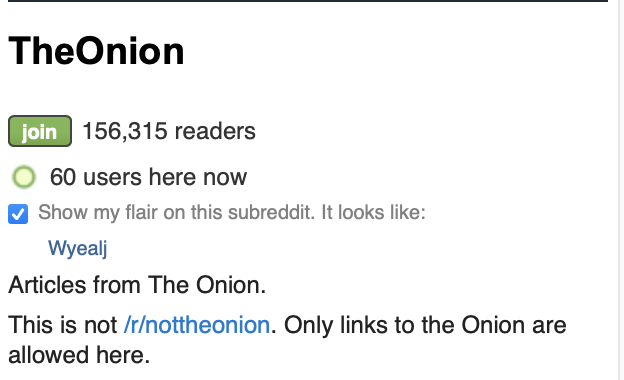 TheOnion
join 156,315 readers
60 users here now
Show my flair on this subreddit. It looks like:
Wyealj
Articles from The Onion.
This is not /r/nottheonion. Only links to the Onion are
allowed here.